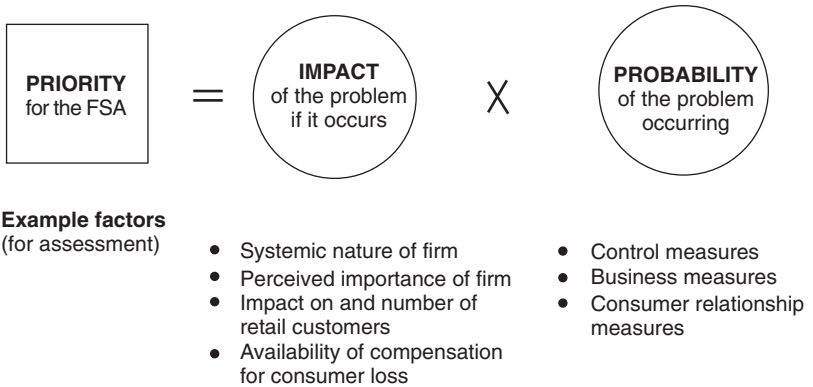 PRIORITY
for the FSA
=
IMPACT
of the problem
if it occurs
X
PROBABILITY
of the problem
occurring
Example factors
(for assessment)
• Systemic nature of firm
• Perceived importance of firm
• Impact on and number of
retail customers
• Availability of compensation
for consumer loss
• Control measures
• Business measures
• Consumer relationship
measures